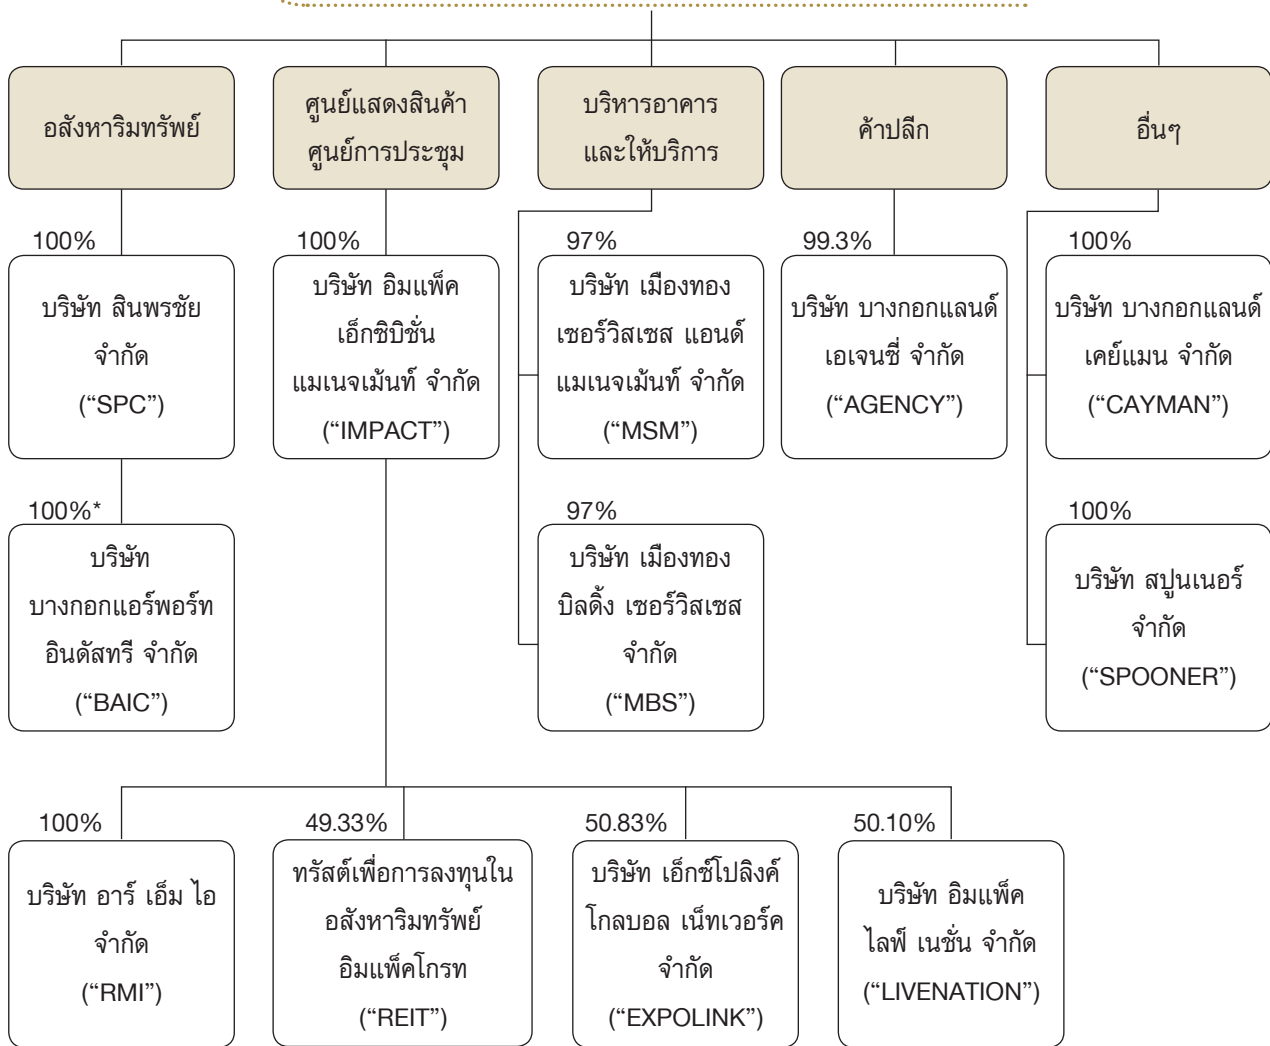 อสังหาริมทรัพย์
ศูนย์แสดงสินค้า
ศูนย์การประชุม
บริหารอาคาร
และให้บริการ
ค้าปลีก
อื่นๆ
100%
บริษัท สินพรชัย
จำกัด
(“SPC”)
100%
บริษัท อิมแพ็ค
เอ็กซิบิชั่น
แมเนจเม้นท์ จำกัด
(“IMPACT”)
97%
บริษัท เมืองทอง
เซอร์วิสเซส แอนด์
แมเนจเม้นท์ จำกัด
(“MSM”)
99.3%
บริษัท บางกอกแลนด์
เอเจนซี่ จำกัด
(“AGENCY”)
100%
บริษัท บางกอกแลนด์
เคย์แมน จำกัด
(“CAYMAN”)
100%*
บริษัท
บางกอกแอร์พอร์ท
อินดัสทรี จำกัด
(“BAIC”)
97%
บริษัท เมืองทอง
บิลดิ้ง เซอร์วิสเซส
จำกัด
(“MBS”)
100%
บริษัท สปูนเนอร์
จำกัด
(“SPOONER”)
100%
บริษัท อาร์ เอ็ม ไอ
จำกัด
(“RMI”)
49.33%
ทรัสต์เพื่อการลงทุนใน
อสังหาริมทรัพย์
อิมแพ็คโกรท
(“REIT”)
50.83%
บริษัท เอ็กซ์โปลิงค์
โกลบอล เน็ทเวอร์ค
จำกัด
(“EXPOLINK”)
50.10%
บริษัท อิมแพ็ค
ไลฟ์ เนชั่น จำกัด
(“LIVENATION”)